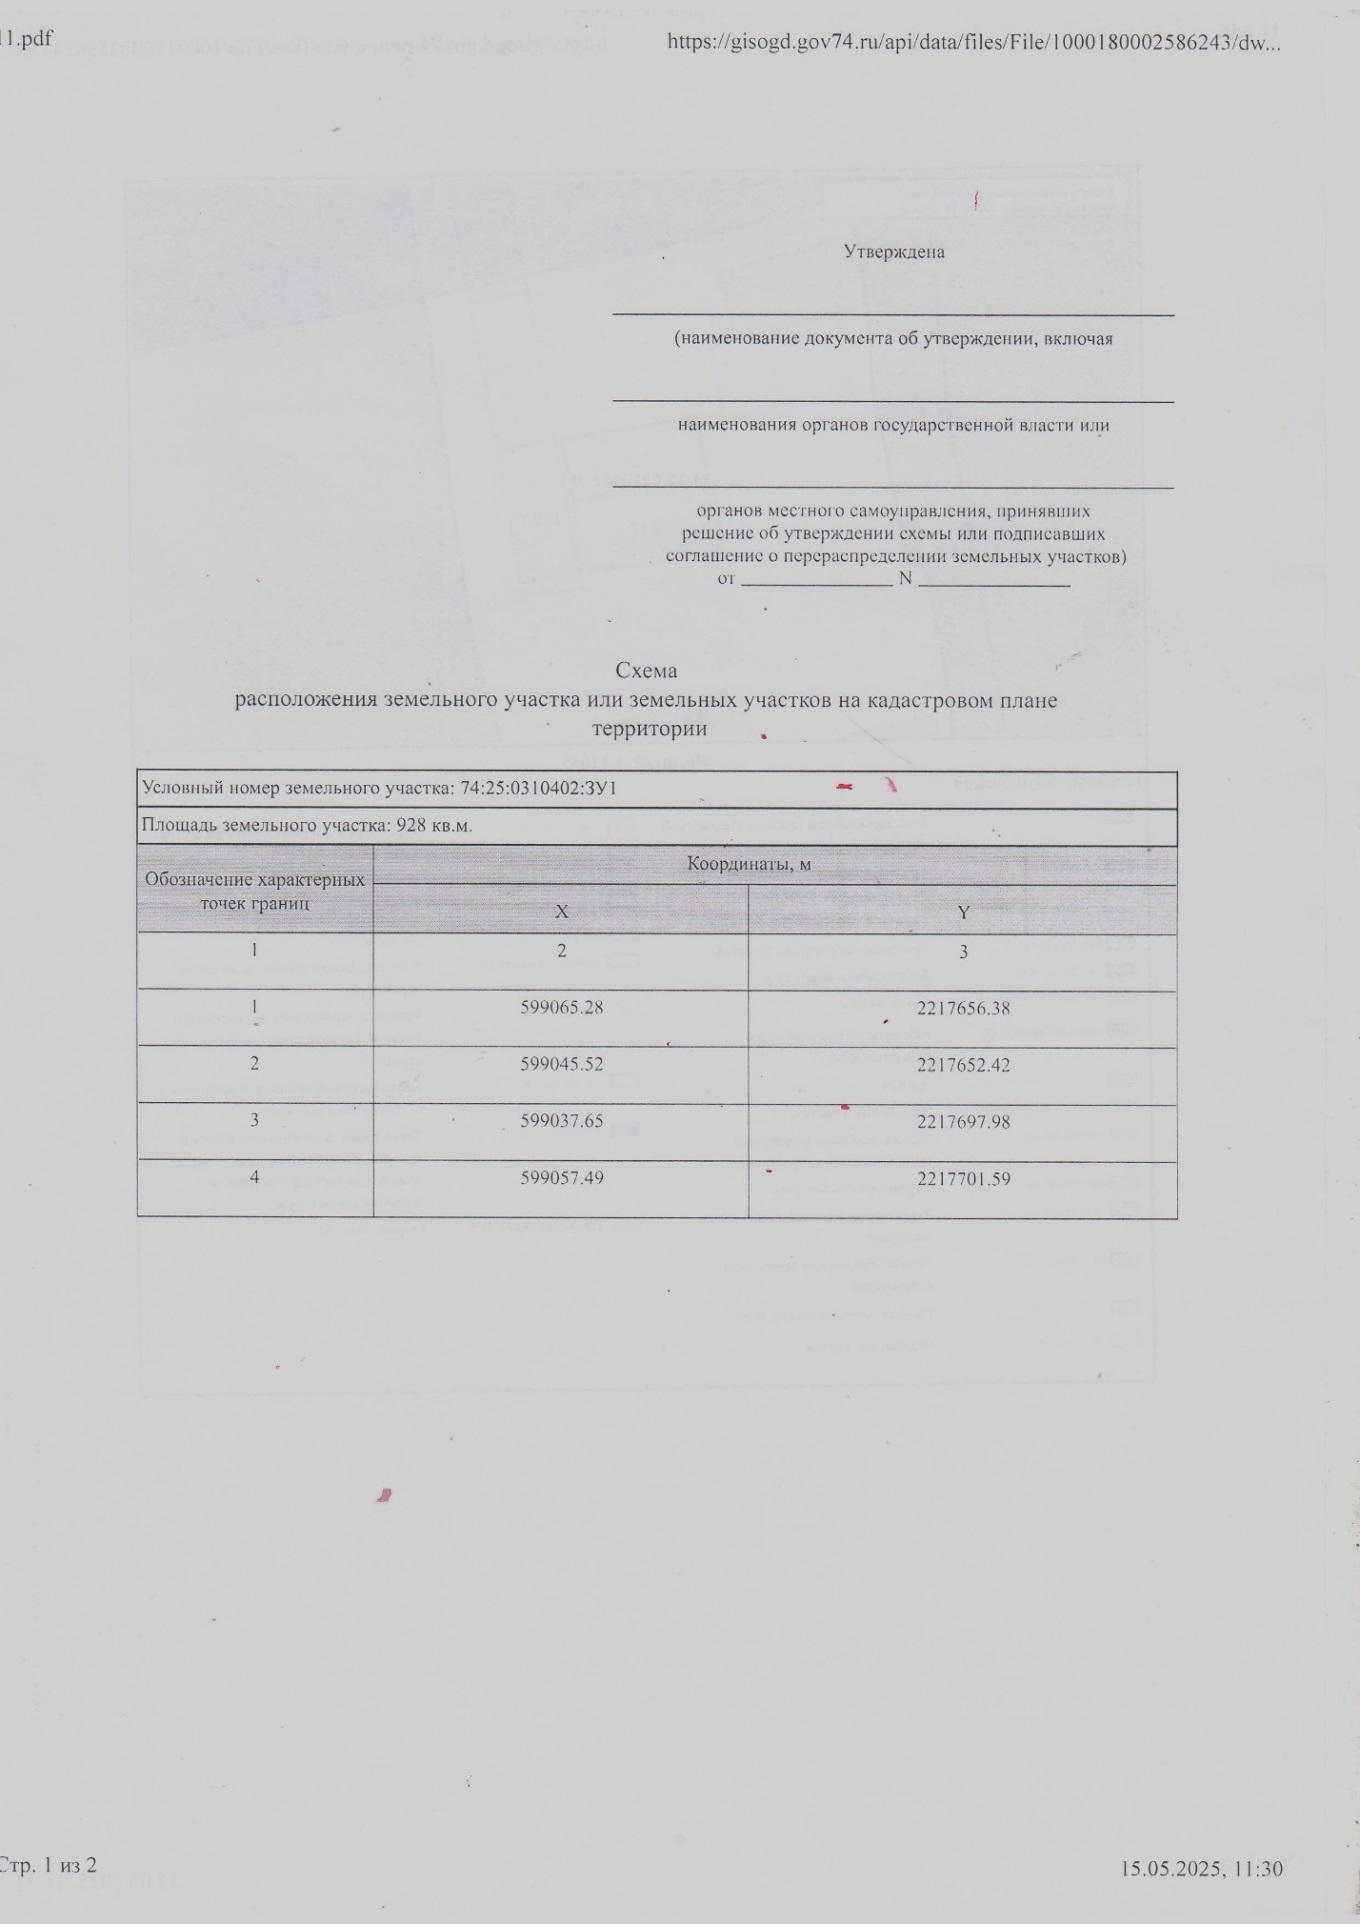 11.pdf
https://gisogd.gov74.ru/api/data/files/File/1000180002586243/dw...
Утверждена
(наименование документа об утверждении, включая
наименования органов государственной власти или
органов местного самоуправления, принявших
решение об утверждении схемы или подписавших
соглашение о перераспределении земельных участков)
от _______________ N _______________
Схема
расположения земельного участка или земельных участков на кадастровом плане
территории
Условный номер земельного участка: 74:25:0310402:ЗУ1
Площадь земельного участка: 928 кв.м.
Обозначение характерных
точек границ
Координаты, м
X Y
1 2 3
1 599065.28 2217656.38
2 599045.52 2217652.42
3 599037.65 2217697.98
4 599057.49 2217701.59
Стр. 1 из 2
15.05.2025, 11:30